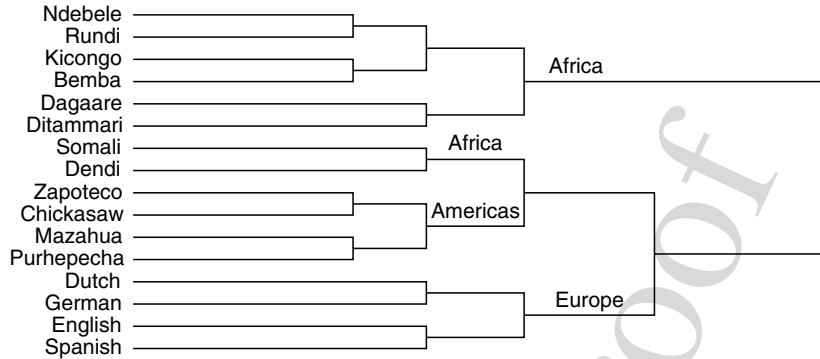 Ndebele
Rundi
Kicongo
Bemba
Africa
Dagaare
Ditammari
Somali
Africa
Dendi
Zapoteco
Chickasaw
Americas
Mazahua
Purhepecha
Dutch
German
Europe
English
Spanish
oof